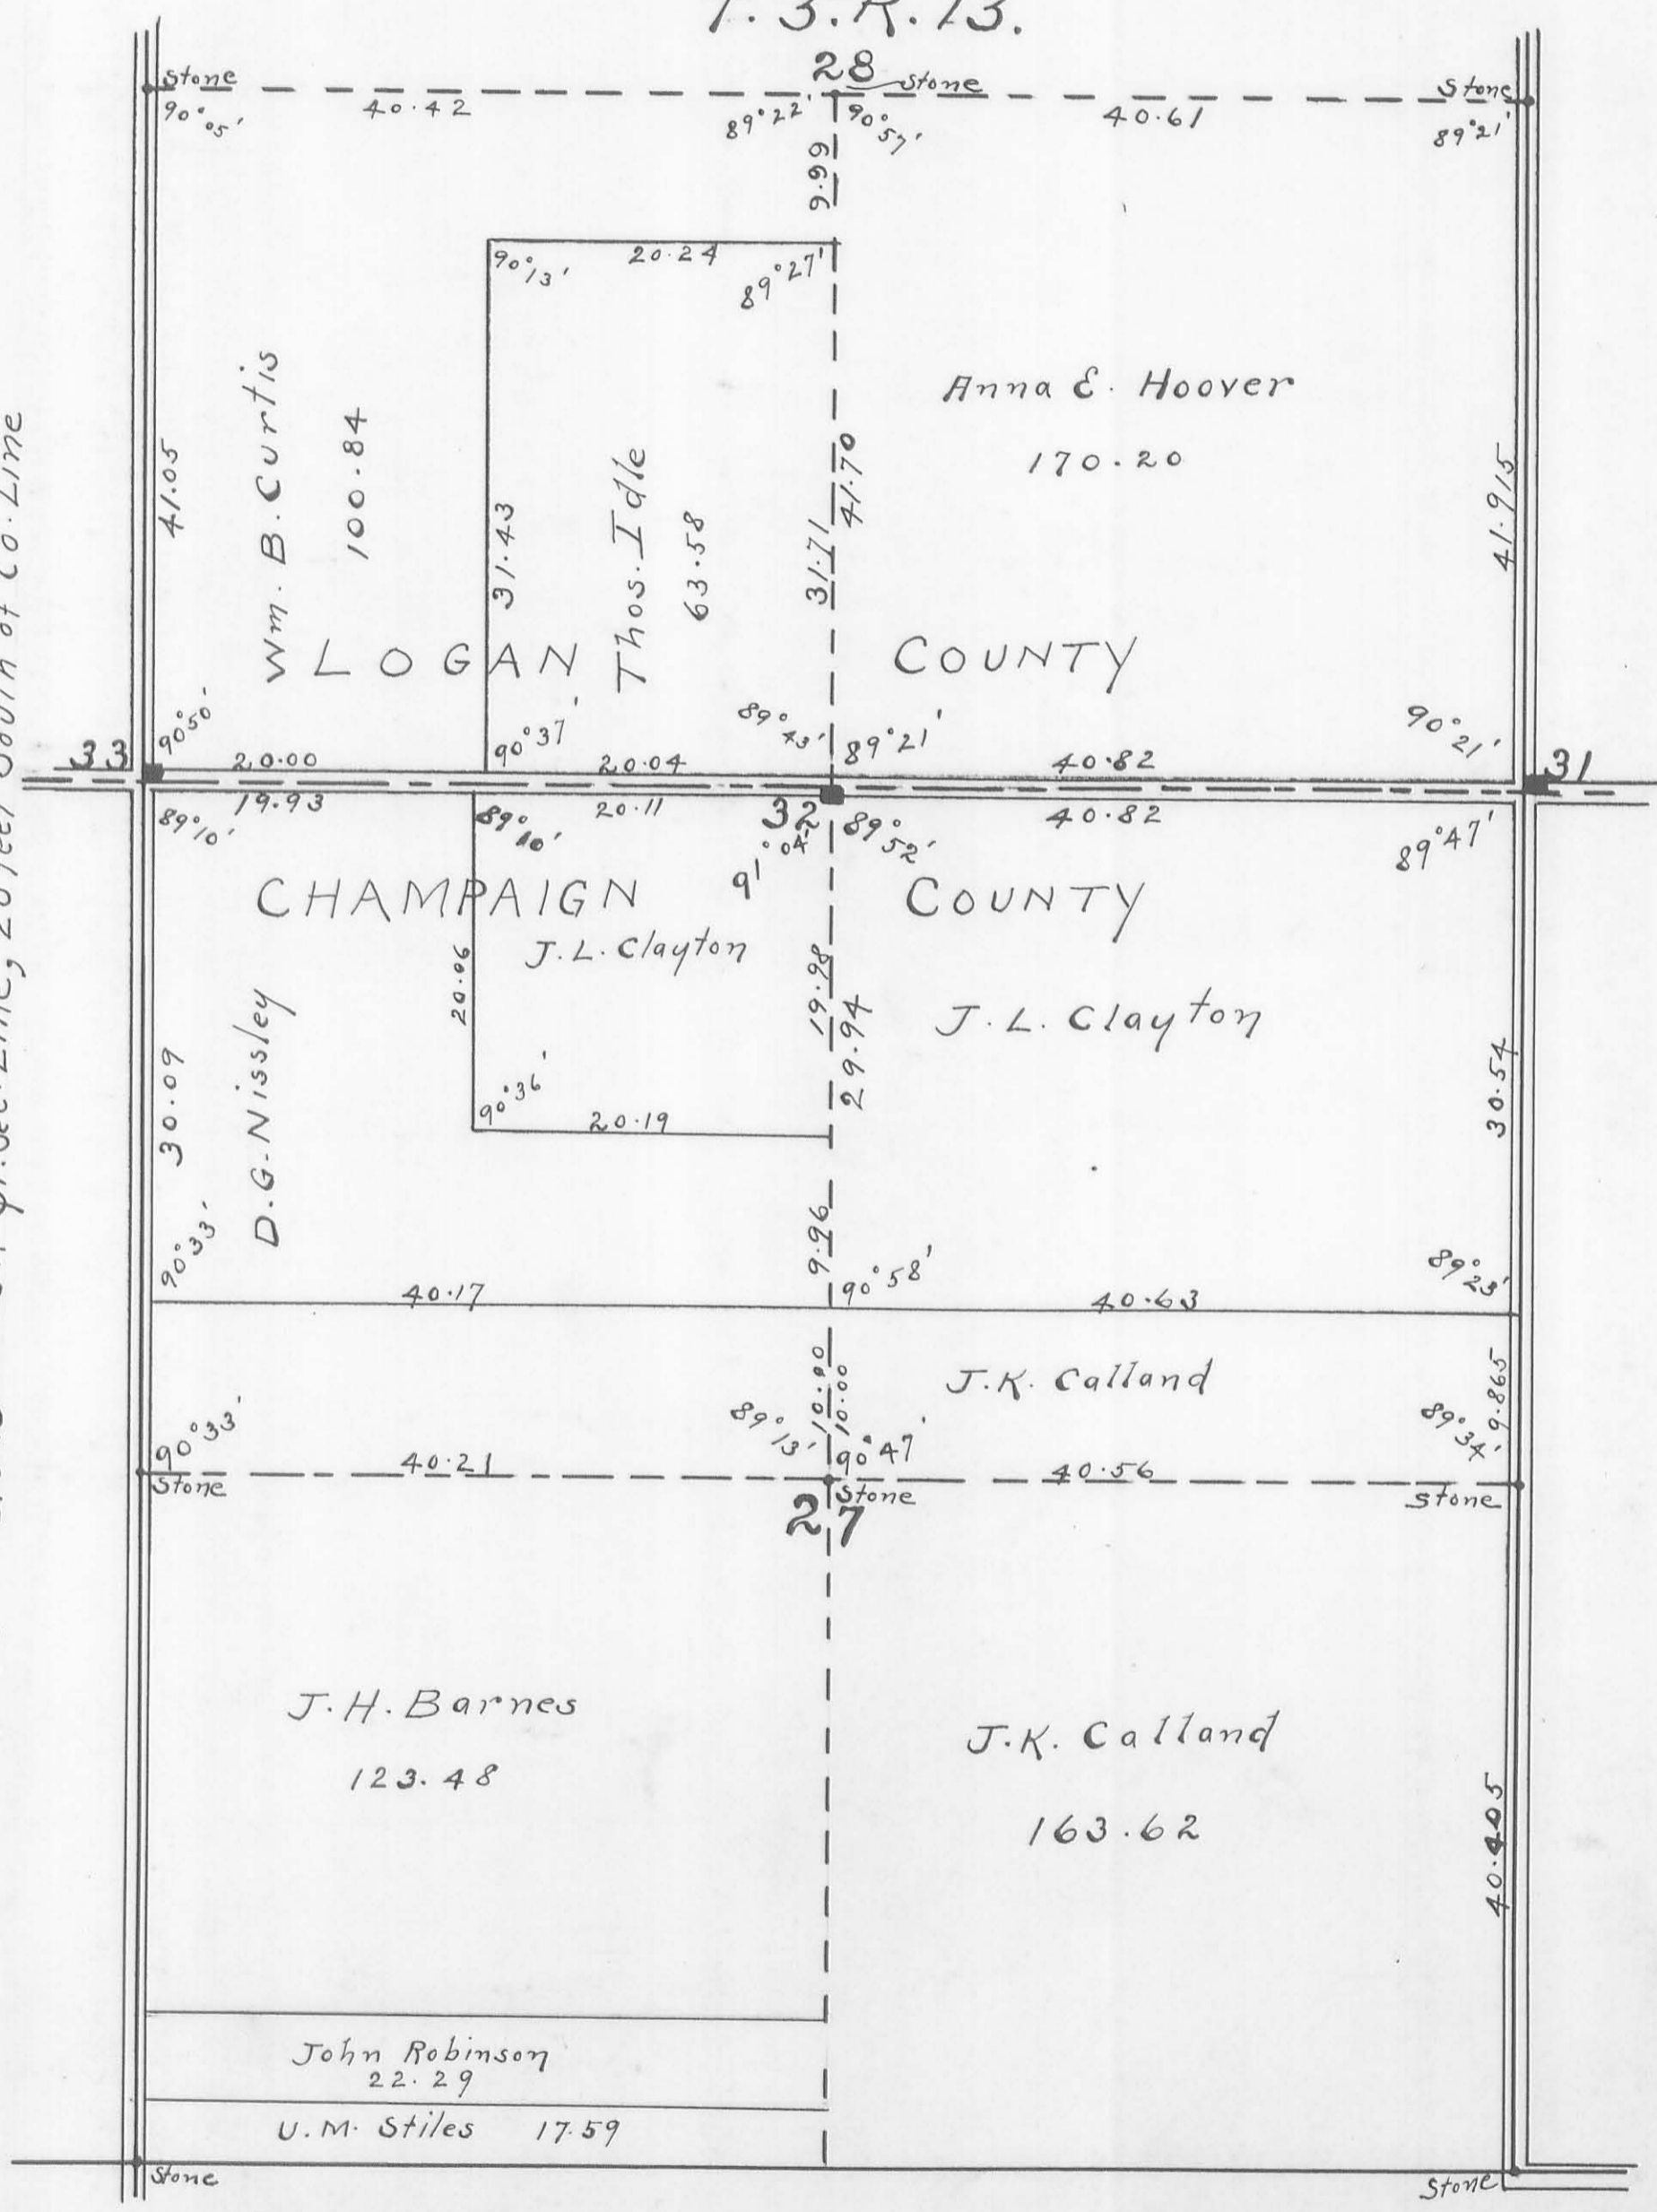 T. 3. R. 13.
28
Stone
Stone
Stone
90°05'
40.42
89°22'
90°57'
40.61
89°21'
9.99
20.24
90°13'
89°27'
Wm. B. Curtis
100.84
41.05
31.43
Thos. Idle
63.58
31.71
41.70
Anna E. Hoover
170.20
41.915
LOGAN COUNTY
90°50'
90°37'
89°43'
89°21'
90°21'
33
20.00
20.04
40.82
31
19.93
20.11
32
40.82
89°10'
89°10'
91°04'
89°52'
89°47'
CHAMPAIGN COUNTY
J.L. Clayton
20.06
19.98
29.94
J.L. Clayton
D.G. Nissley
30.09
30.54
90°36'
20.19
9.96
90°33'
90°58'
89°23'
40.17
40.63
10.00
10.00
J.K. Calland
9.865
90°33'
89°13'
90°47'
89°34'
40.21
40.56
Stone
Stone
Stone
27
J.H. Barnes
123.48
J.K. Calland
163.62
40.405
John Robinson
22.29
U.M. Stiles 17.59
Stone
Stone
Line, 20 feet South of Co. Line